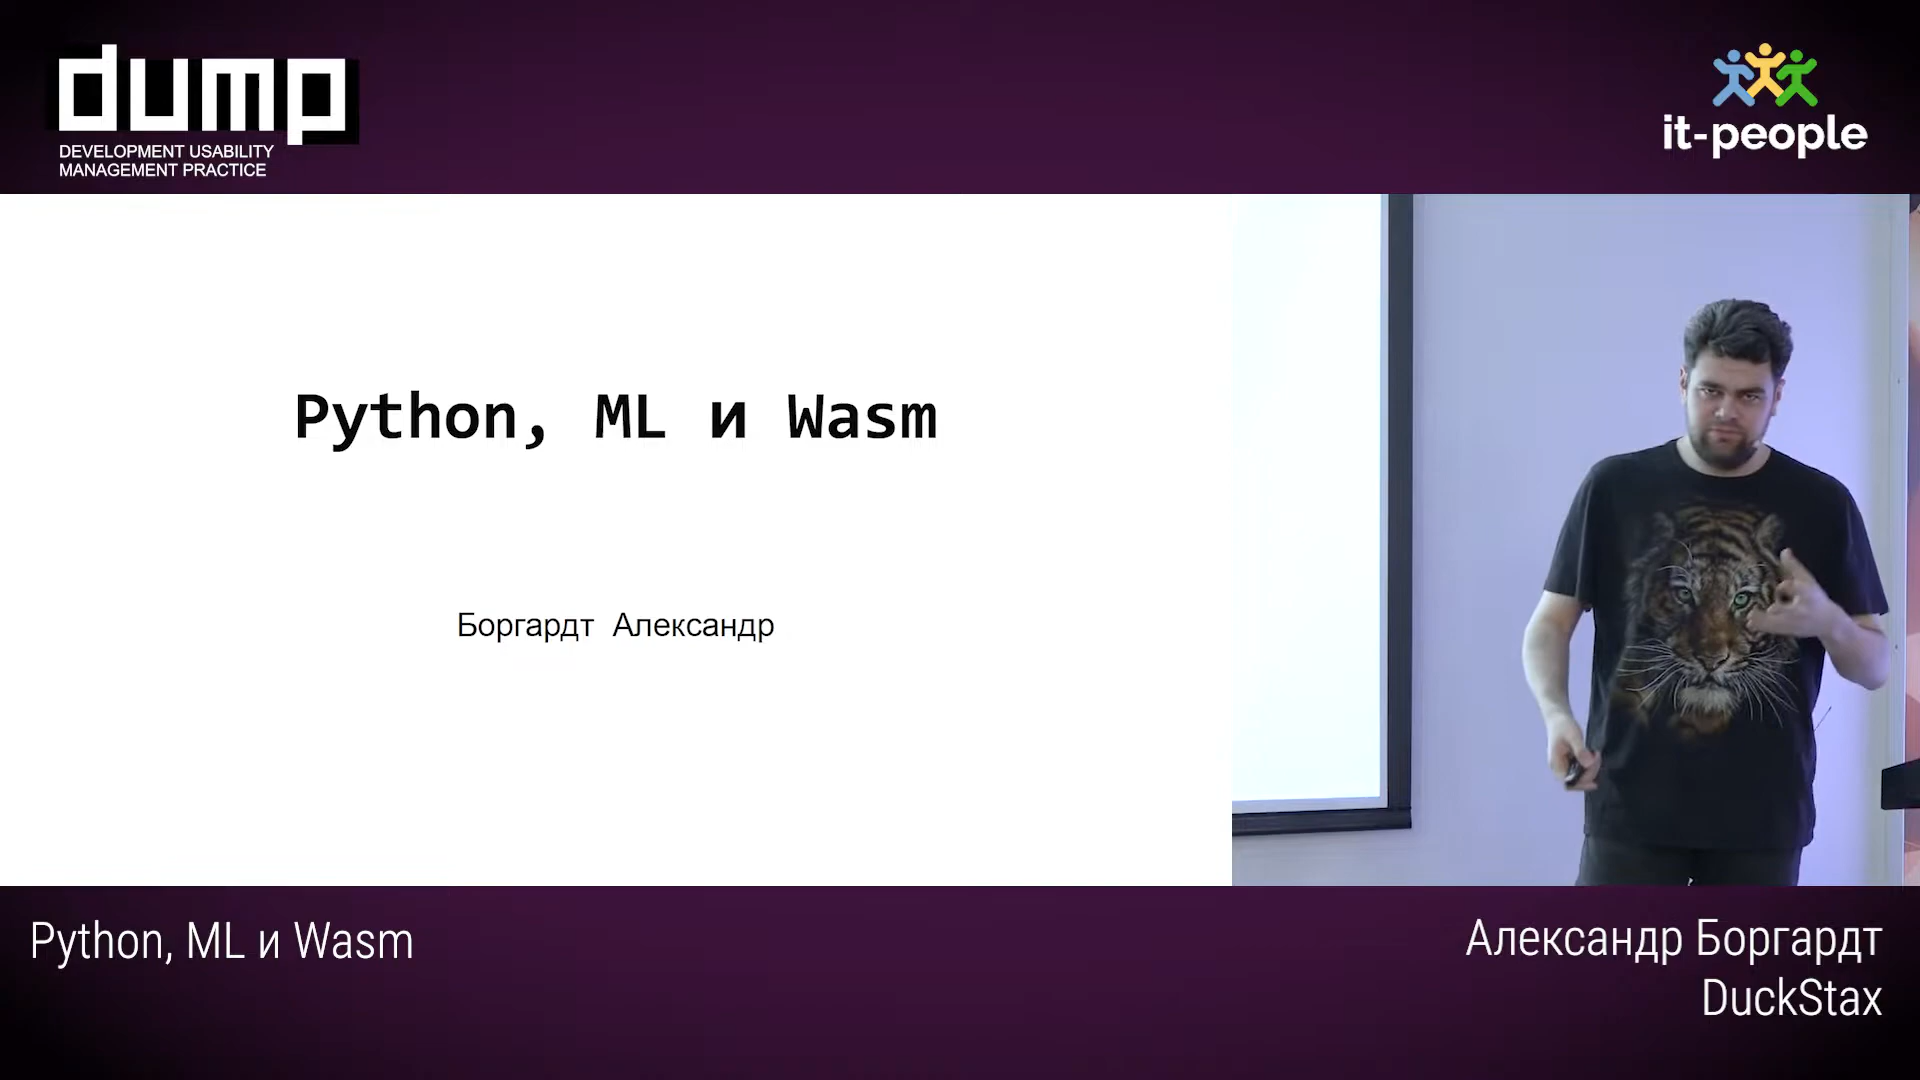 dump
DEVELOPMENT USABILITY
MANAGEMENT PRACTICE
it-people
Python, ML и Wasm
Боргардт Александр
Python, ML и Wasm
Александр Боргардт
DuckStax